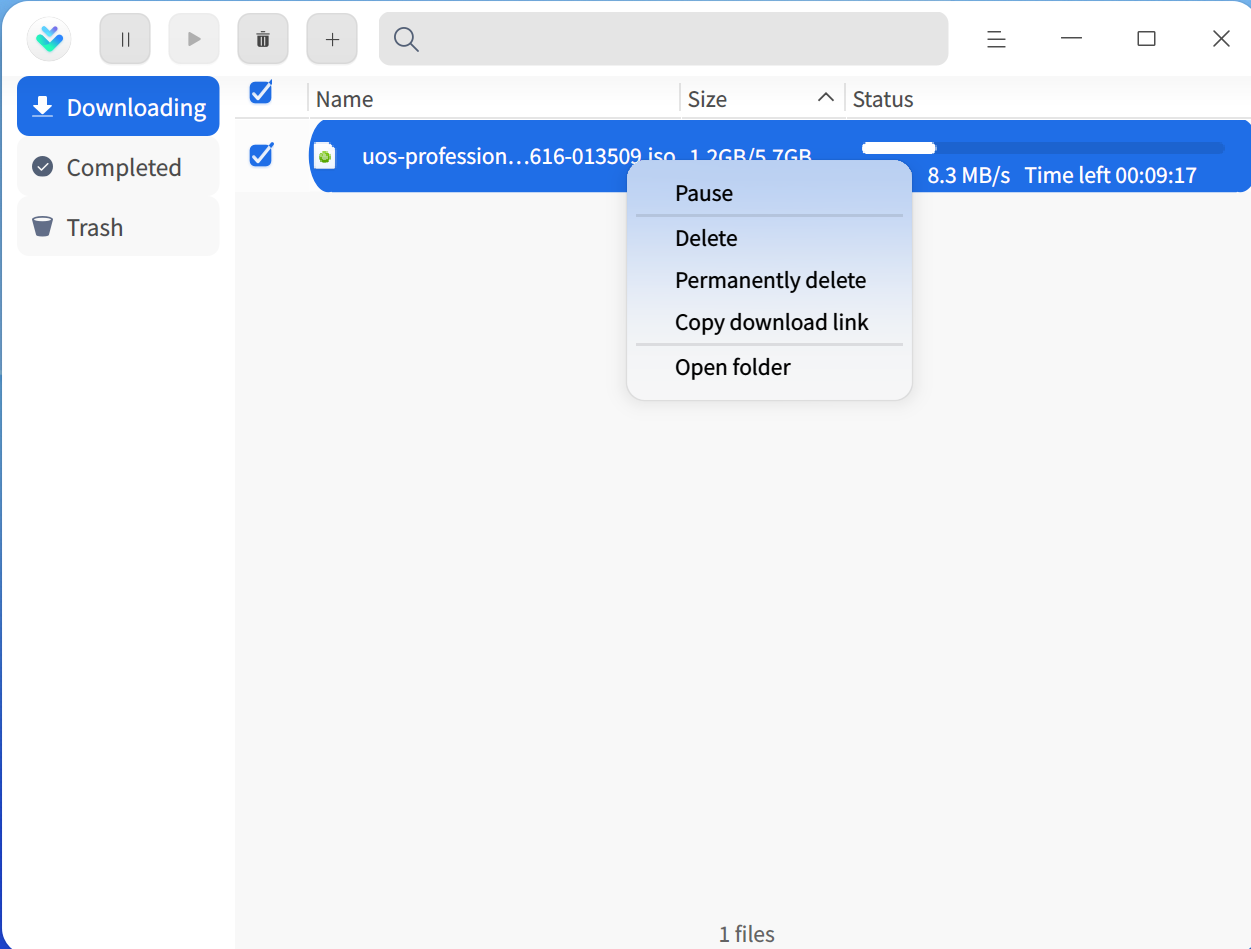 Name
Size
Status
Downloading
Completed
Trash
uos-profession...616-013509.iso
1.2GB/5.7GB
8.3 MB/s Time left 00:09:17
Pause
Delete
Permanently delete
Copy download link
Open folder
1 files